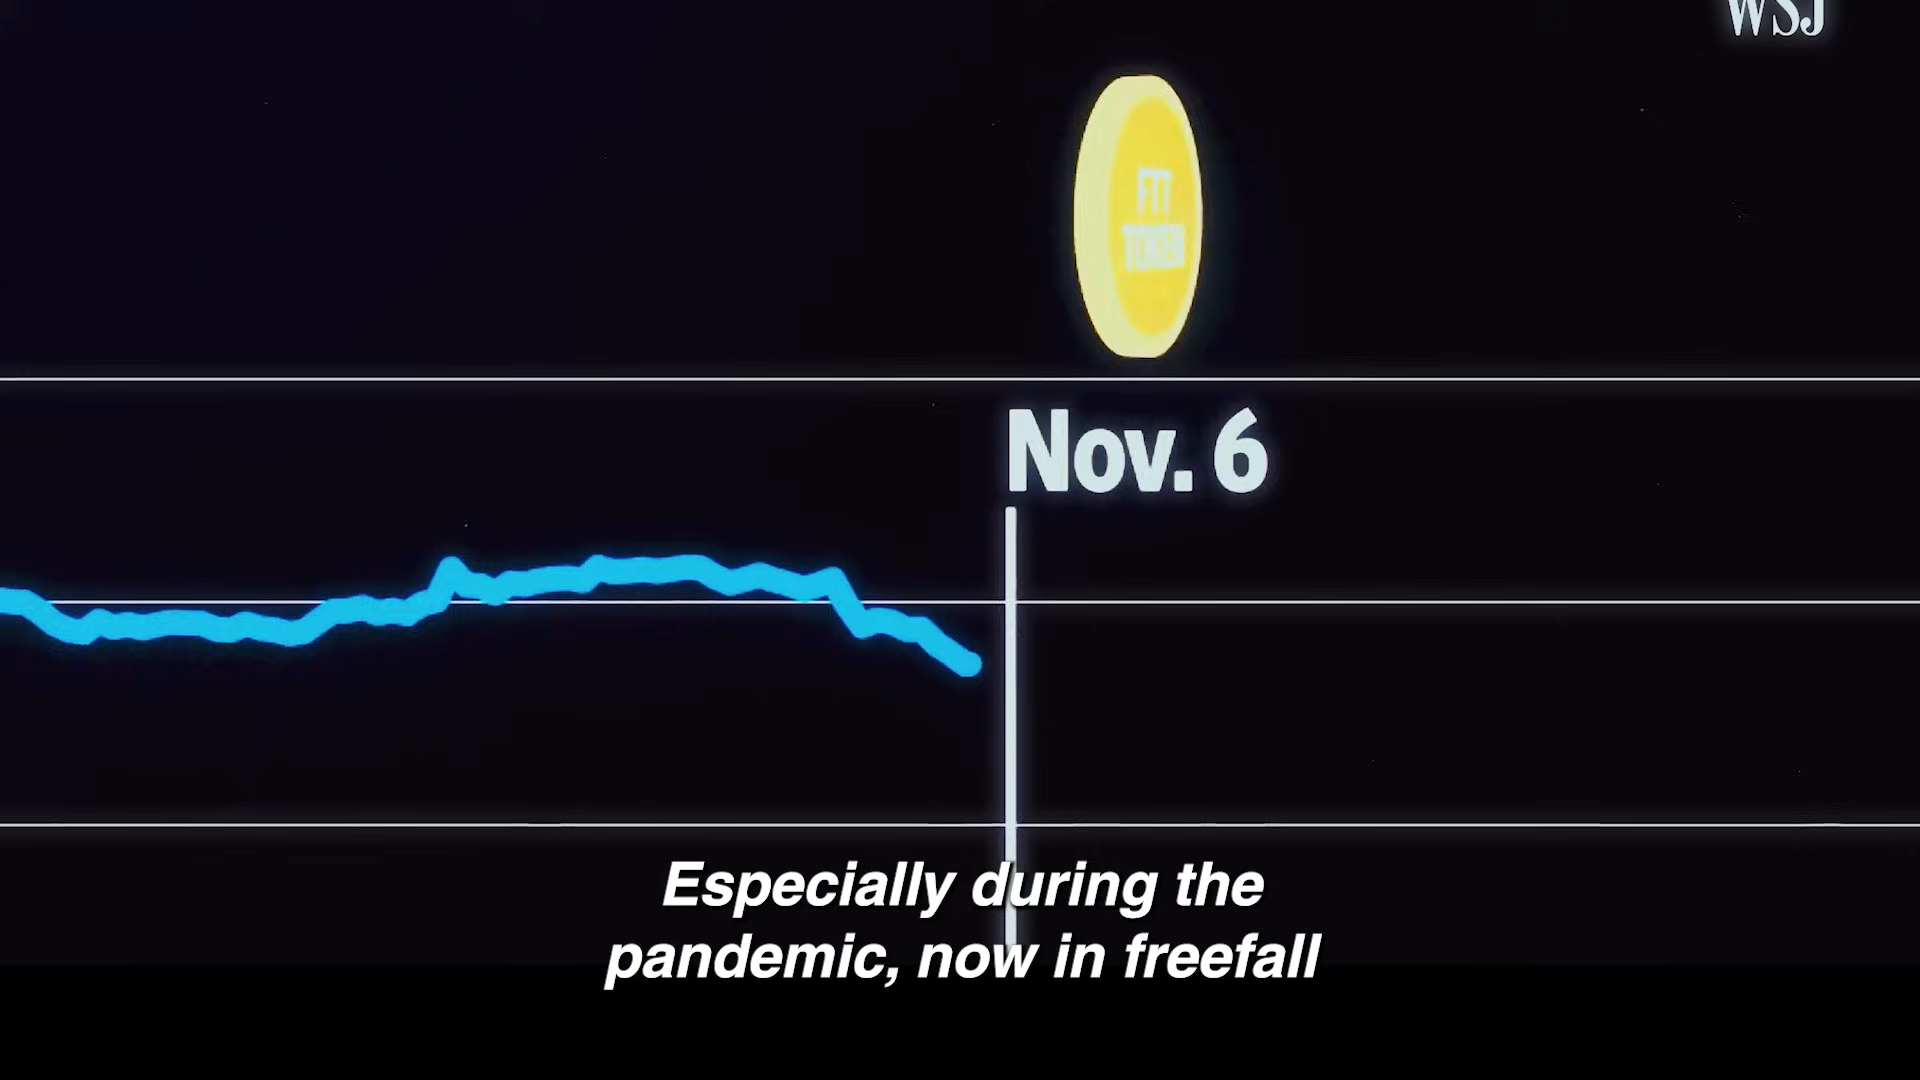 WSJ
FTT
TOKEN
Nov. 6
Especially during the
pandemic, now in freefall